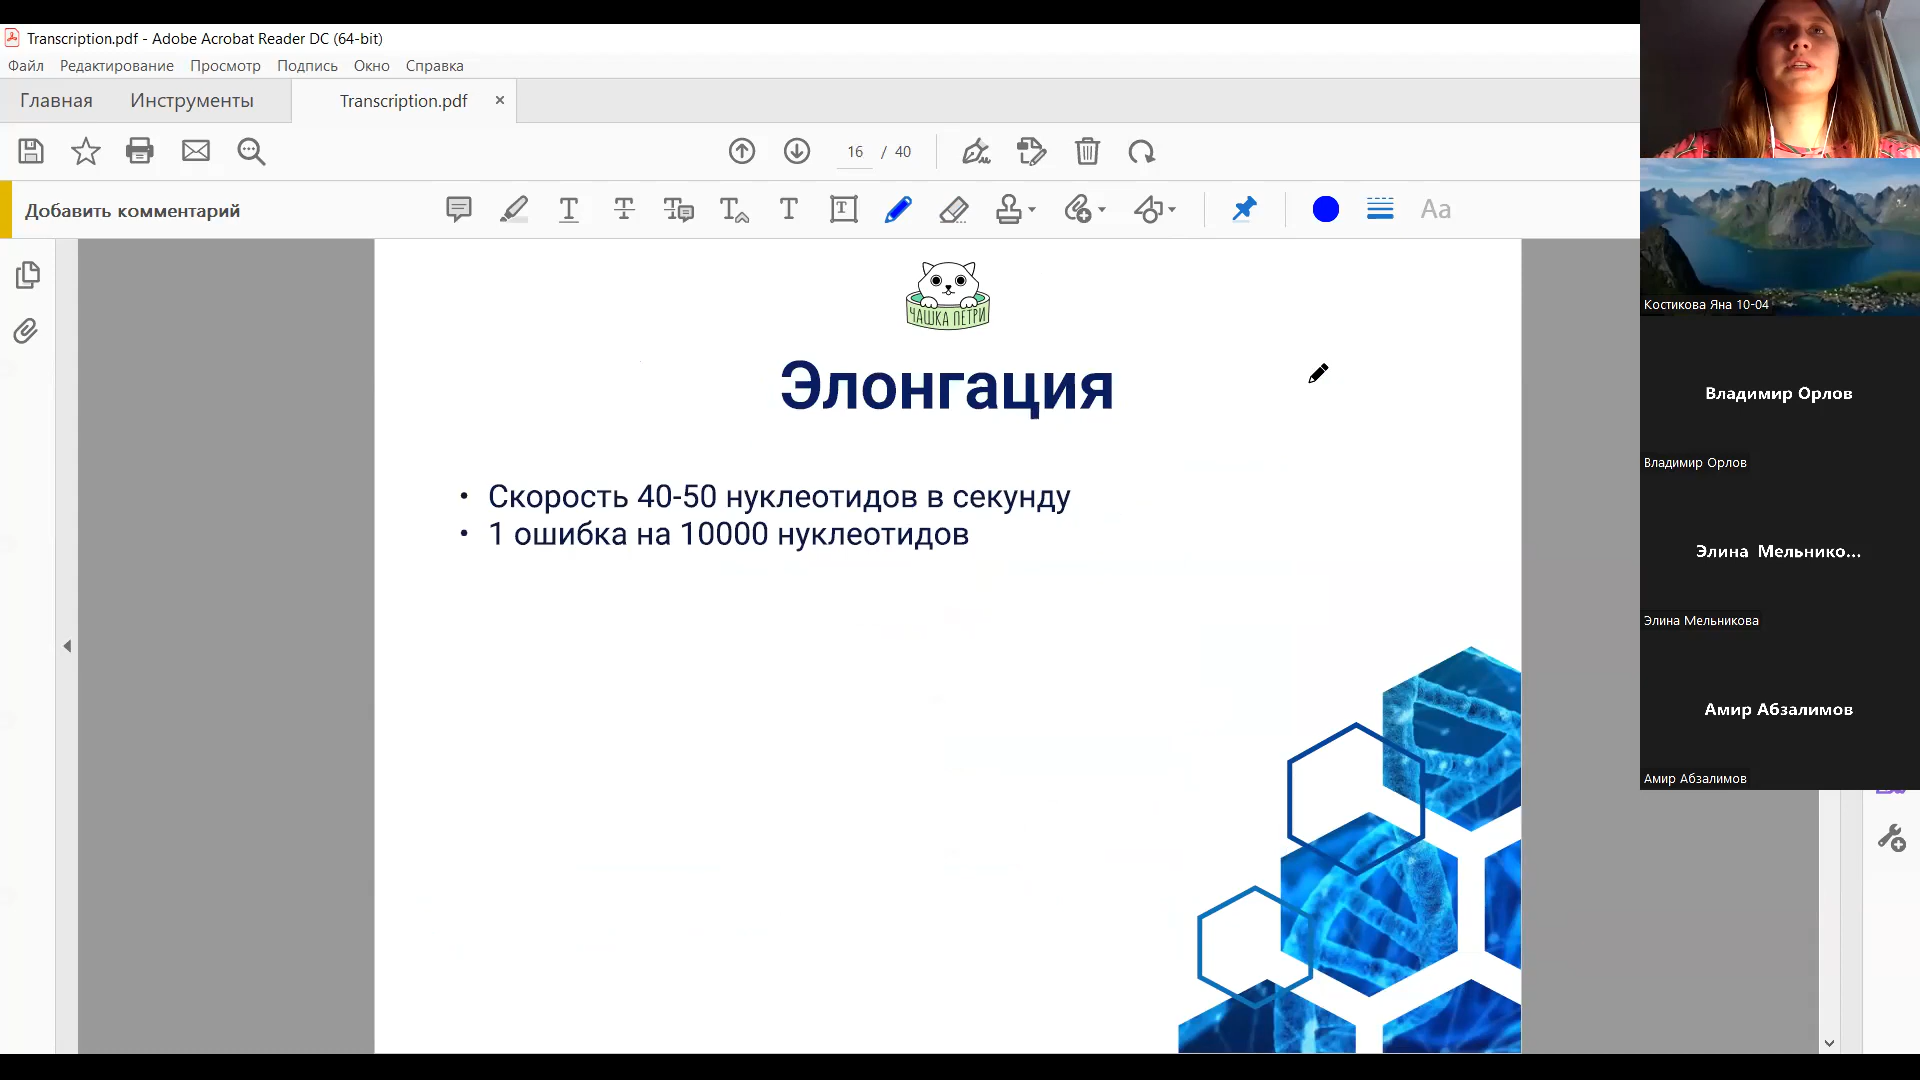 Transcription.pdf - Adobe Acrobat Reader DC (64-bit)
Файл Редактирование Просмотр Подпись Окно Справка
Главная Инструменты Transcription.pdf
16 / 40
Добавить комментарий
Aa
ЧАШКА ПЕТРИ
Элонгация
• Скорость 40-50 нуклеотидов в секунду
• 1 ошибка на 10000 нуклеотидов
Костикова Яна 10-04
Владимир Орлов
Владимир Орлов
Элина Мельнико...
Элина Мельникова
Амир Абзалимов
Амир Абзалимов